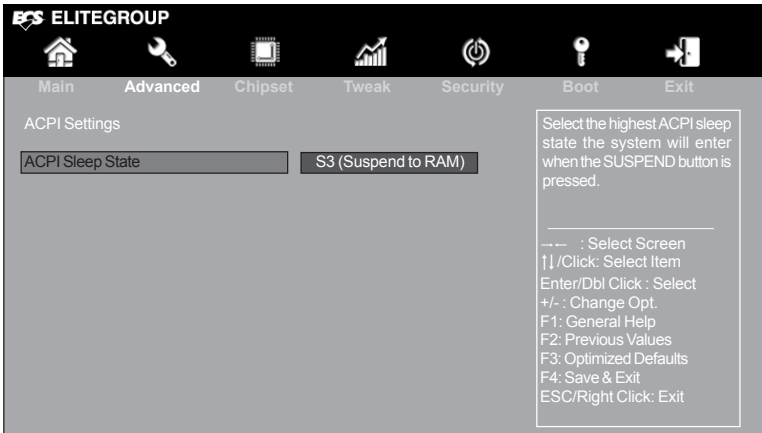 ECS ELITEGROUP
Main Advanced Chipset Tweak Security Boot Exit
ACPI Settings
ACPI Sleep State S3 (Suspend to RAM)
Select the highest ACPI sleep
state the system will enter
when the SUSPEND button is
pressed.
→← : Select Screen
↑↓/Click: Select Item
Enter/Dbl Click : Select
+/- : Change Opt.
F1: General Help
F2: Previous Values
F3: Optimized Defaults
F4: Save & Exit
ESC/Right Click: Exit